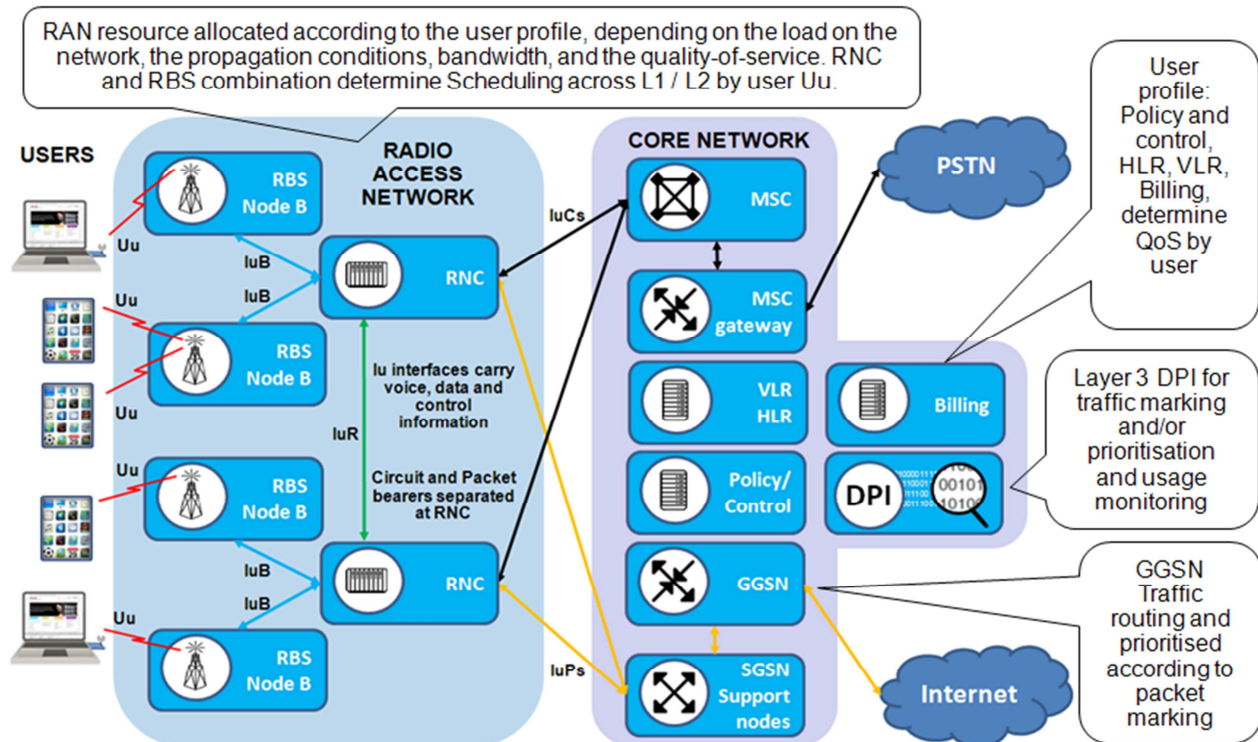 RAN resource allocated according to the user profile, depending on the load on the
network, the propagation conditions, bandwidth, and the quality-of-service. RNC
and RBS combination determine Scheduling across L1 / L2 by user Uu.
User
profile:
Policy and
control,
HLR, VLR,
Billing,
determine
QoS by
user
USERS
RADIO
ACCESS
NETWORK
CORE NETWORK
PSTN
RBS
Node B
Uu
IuB
IuB
RNC
IuCs
MSC
MSC
gateway
Uu
RBS
Node B
Uu
Iu interfaces carry
voice, data and
control
information
IuR
Circuit and Packet
bearers separated
at RNC
VLR
HLR
Billing
Layer 3 DPI for
traffic marking
and/or
prioritisation
and usage
monitoring
Policy/
Control
DPI
00101
Uu
RBS
Node B
IuB
IuB
RNC
IuPs
GGSN
GGSN
Traffic
routing and
prioritised
according to
packet
marking
Uu
RBS
Node B
SGSN
Support
nodes
Internet